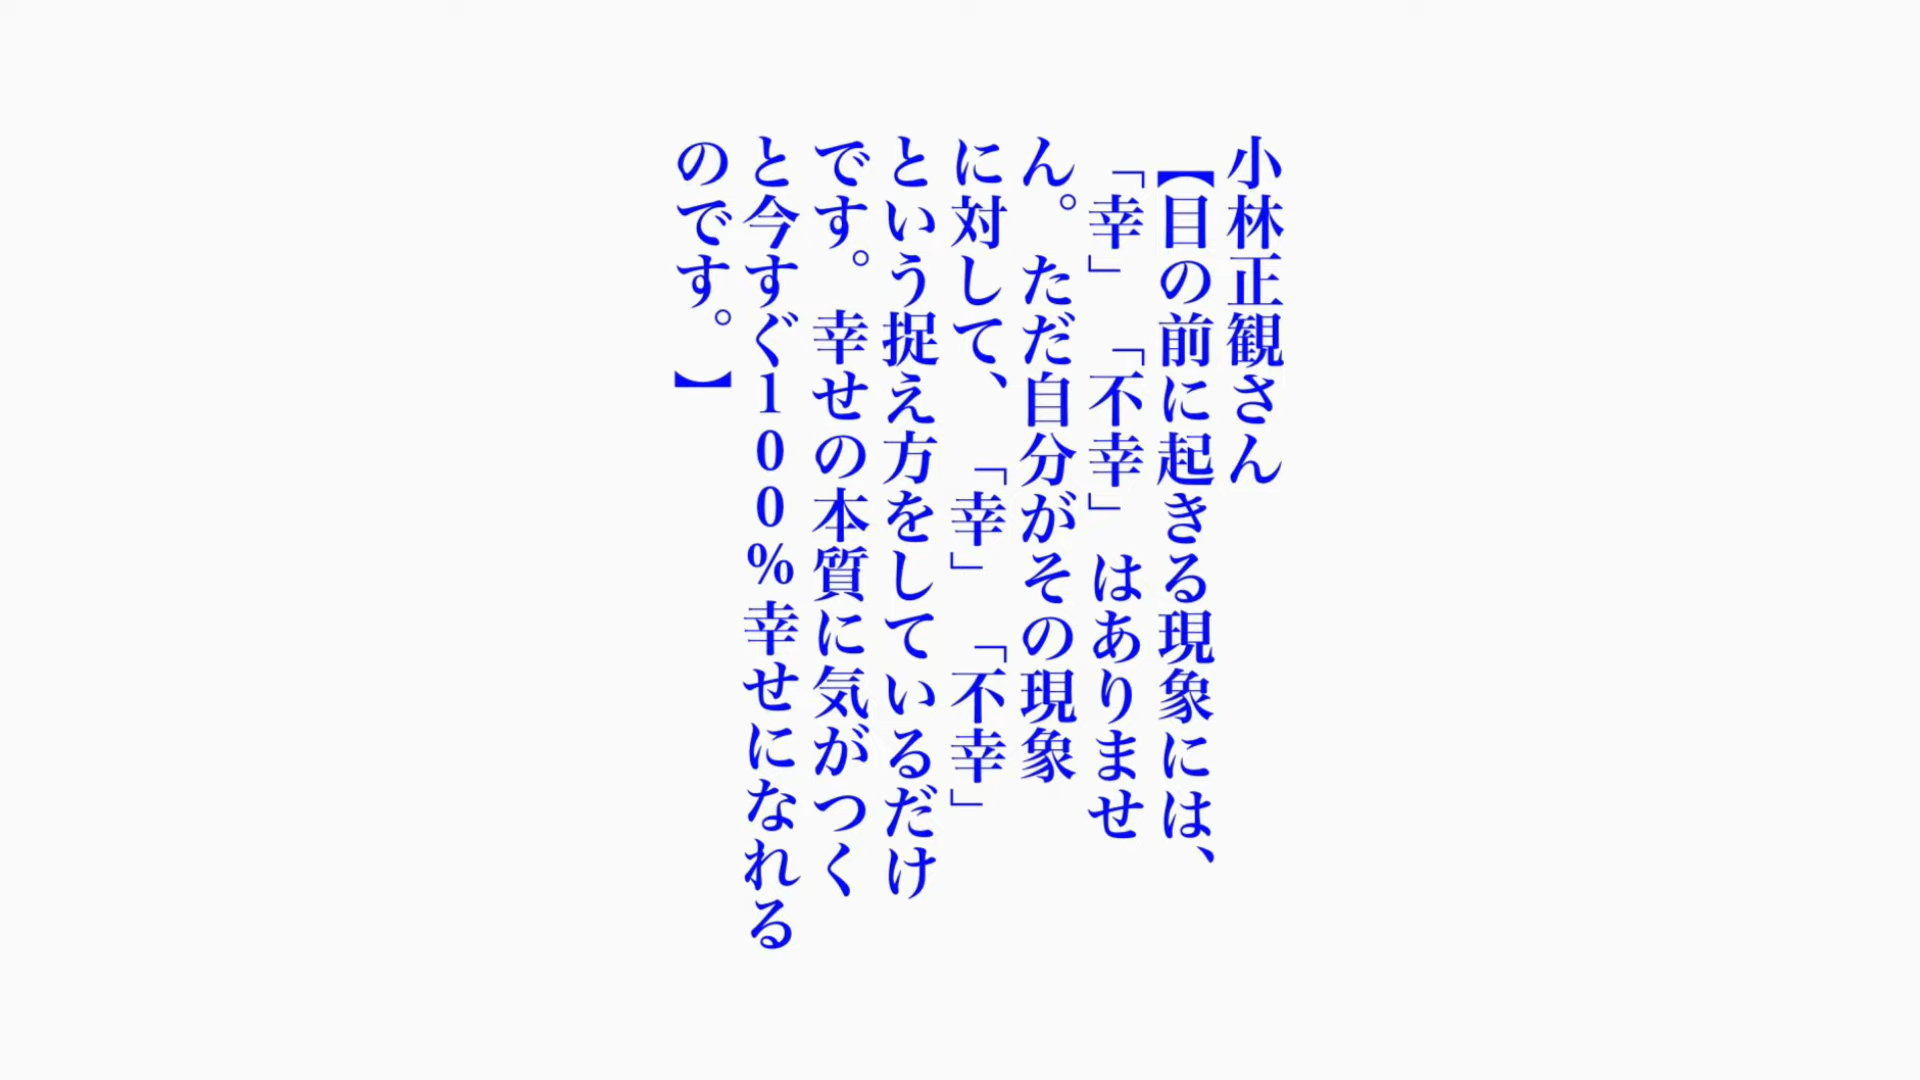 小林正観さん
【目の前に起きる現象には、
「幸」「不幸」はありませ
ん。ただ自分がその現象
に対して、「幸」「不幸」
という捉え方をしているだけ
です。幸せの本質に気がつく
と今すぐ100%幸せになれる
のです。】